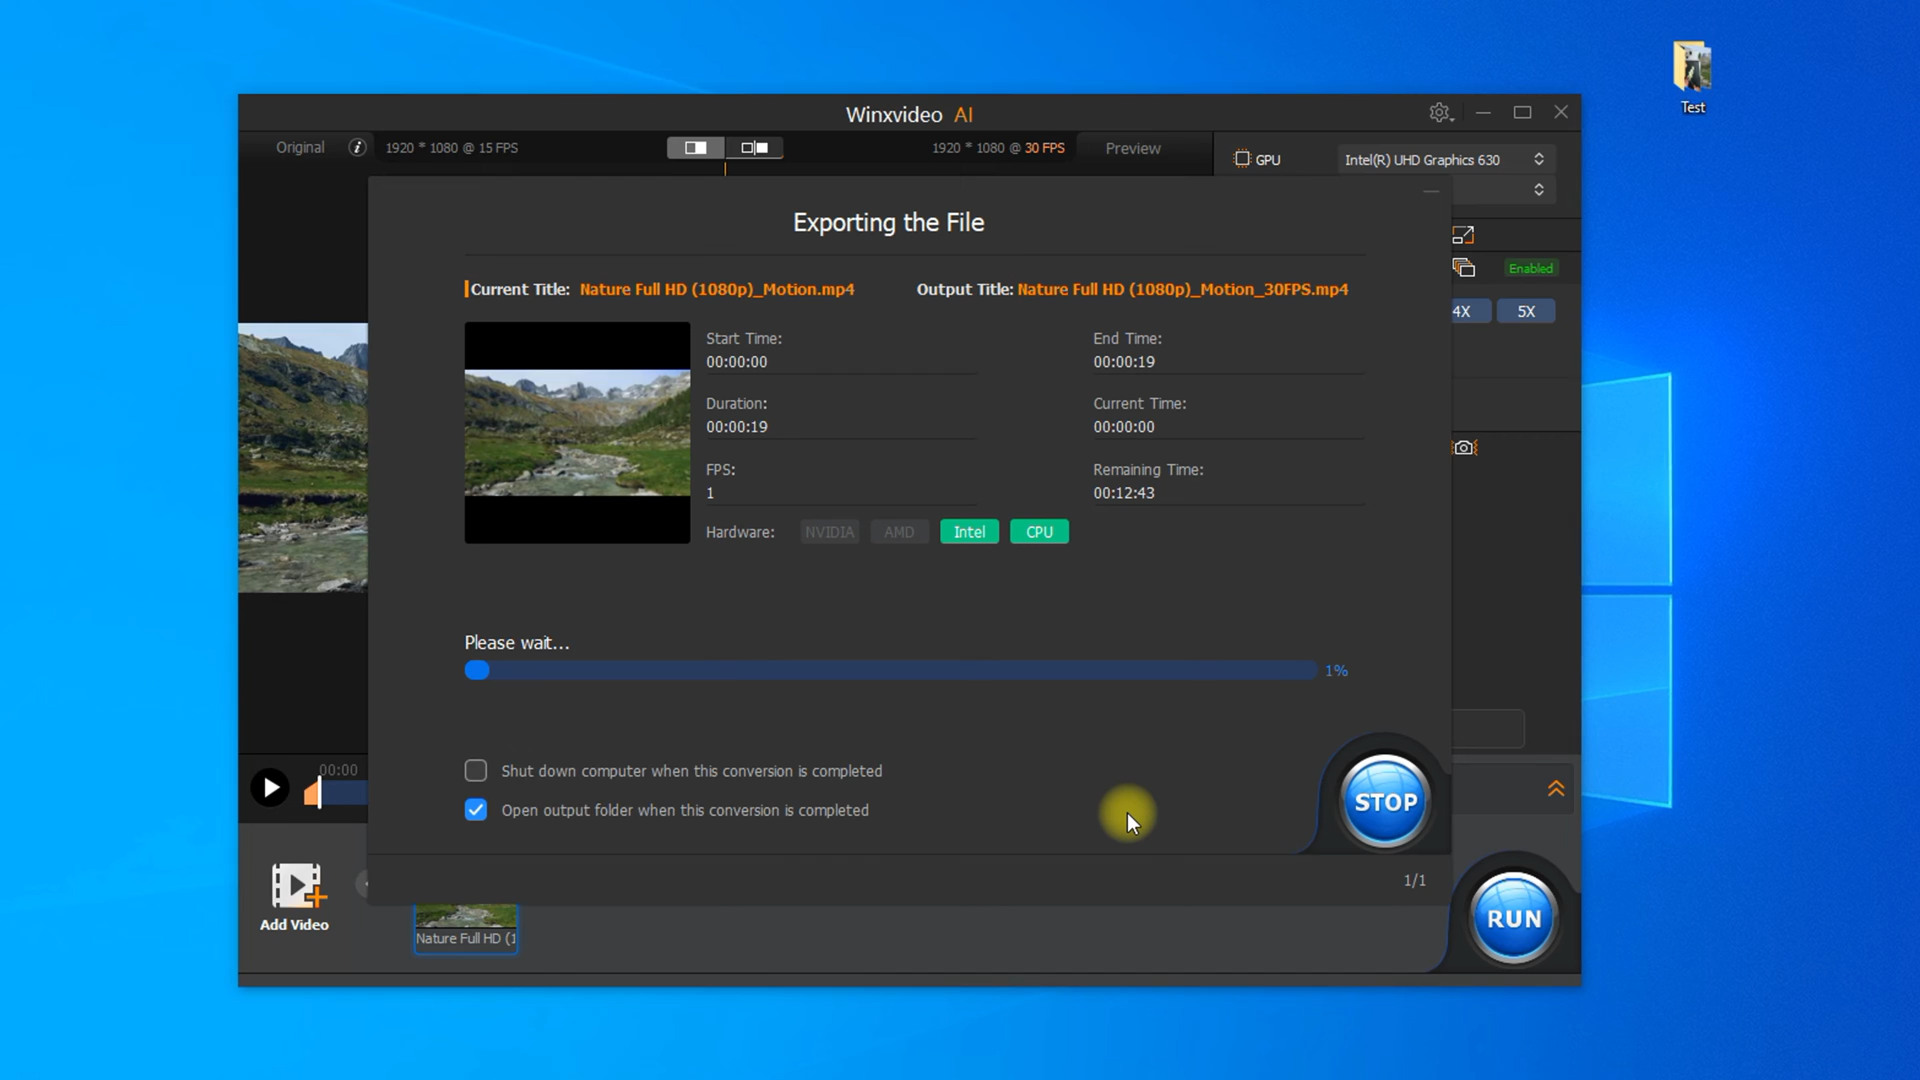 Test
Winxvideo AI
Original
1920 * 1080 @ 15 FPS
1920 * 1080 @ 30 FPS
Preview
GPU
Intel(R) UHD Graphics 630
Exporting the File
Current Title: Nature Full HD (1080p)_Motion.mp4
Output Title: Nature Full HD (1080p)_Motion_30FPS.mp4
Enabled
4X
5X
Start Time:
00:00:00
End Time:
00:00:19
Duration:
00:00:19
Current Time:
00:00:00
FPS:
1
Remaining Time:
00:12:43
Hardware:
NVIDIA
AMD
Intel
CPU
Please wait...
1%
00:00
Shut down computer when this conversion is completed
Open output folder when this conversion is completed
STOP
1/1
RUN
Add Video
Nature Full HD (1